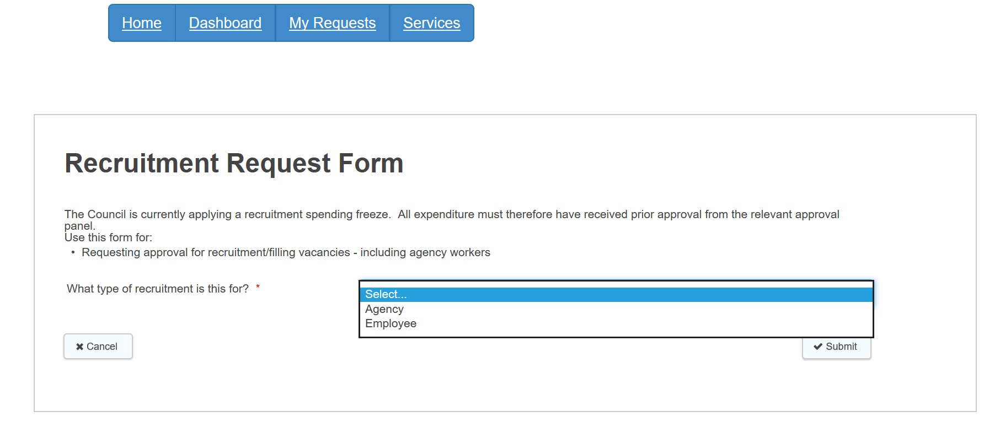 Home Dashboard My Requests Services
Recruitment Request Form
The Council is currently applying a recruitment spending freeze.  All expenditure must therefore have received prior approval from the relevant approval
panel.
Use this form for:
• Requesting approval for recruitment/filling vacancies - including agency workers
What type of recruitment is this for? *
Select...
Agency
Employee
Cancel
Submit